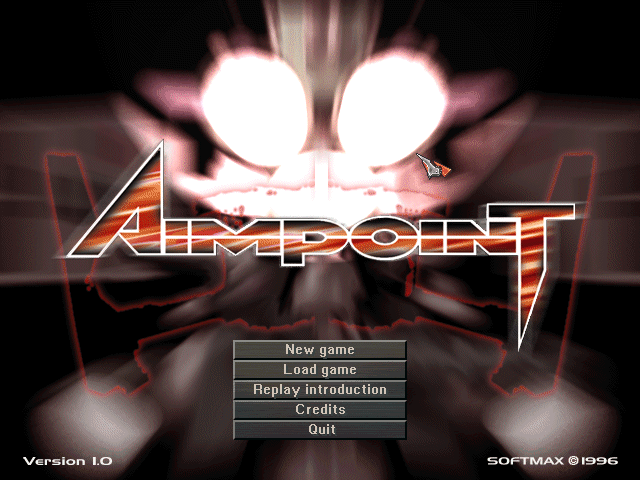 AIMPOINT
New game
Load game
Replay introduction
Credits
Quit
Version 1.0
SOFTMAX ©1996